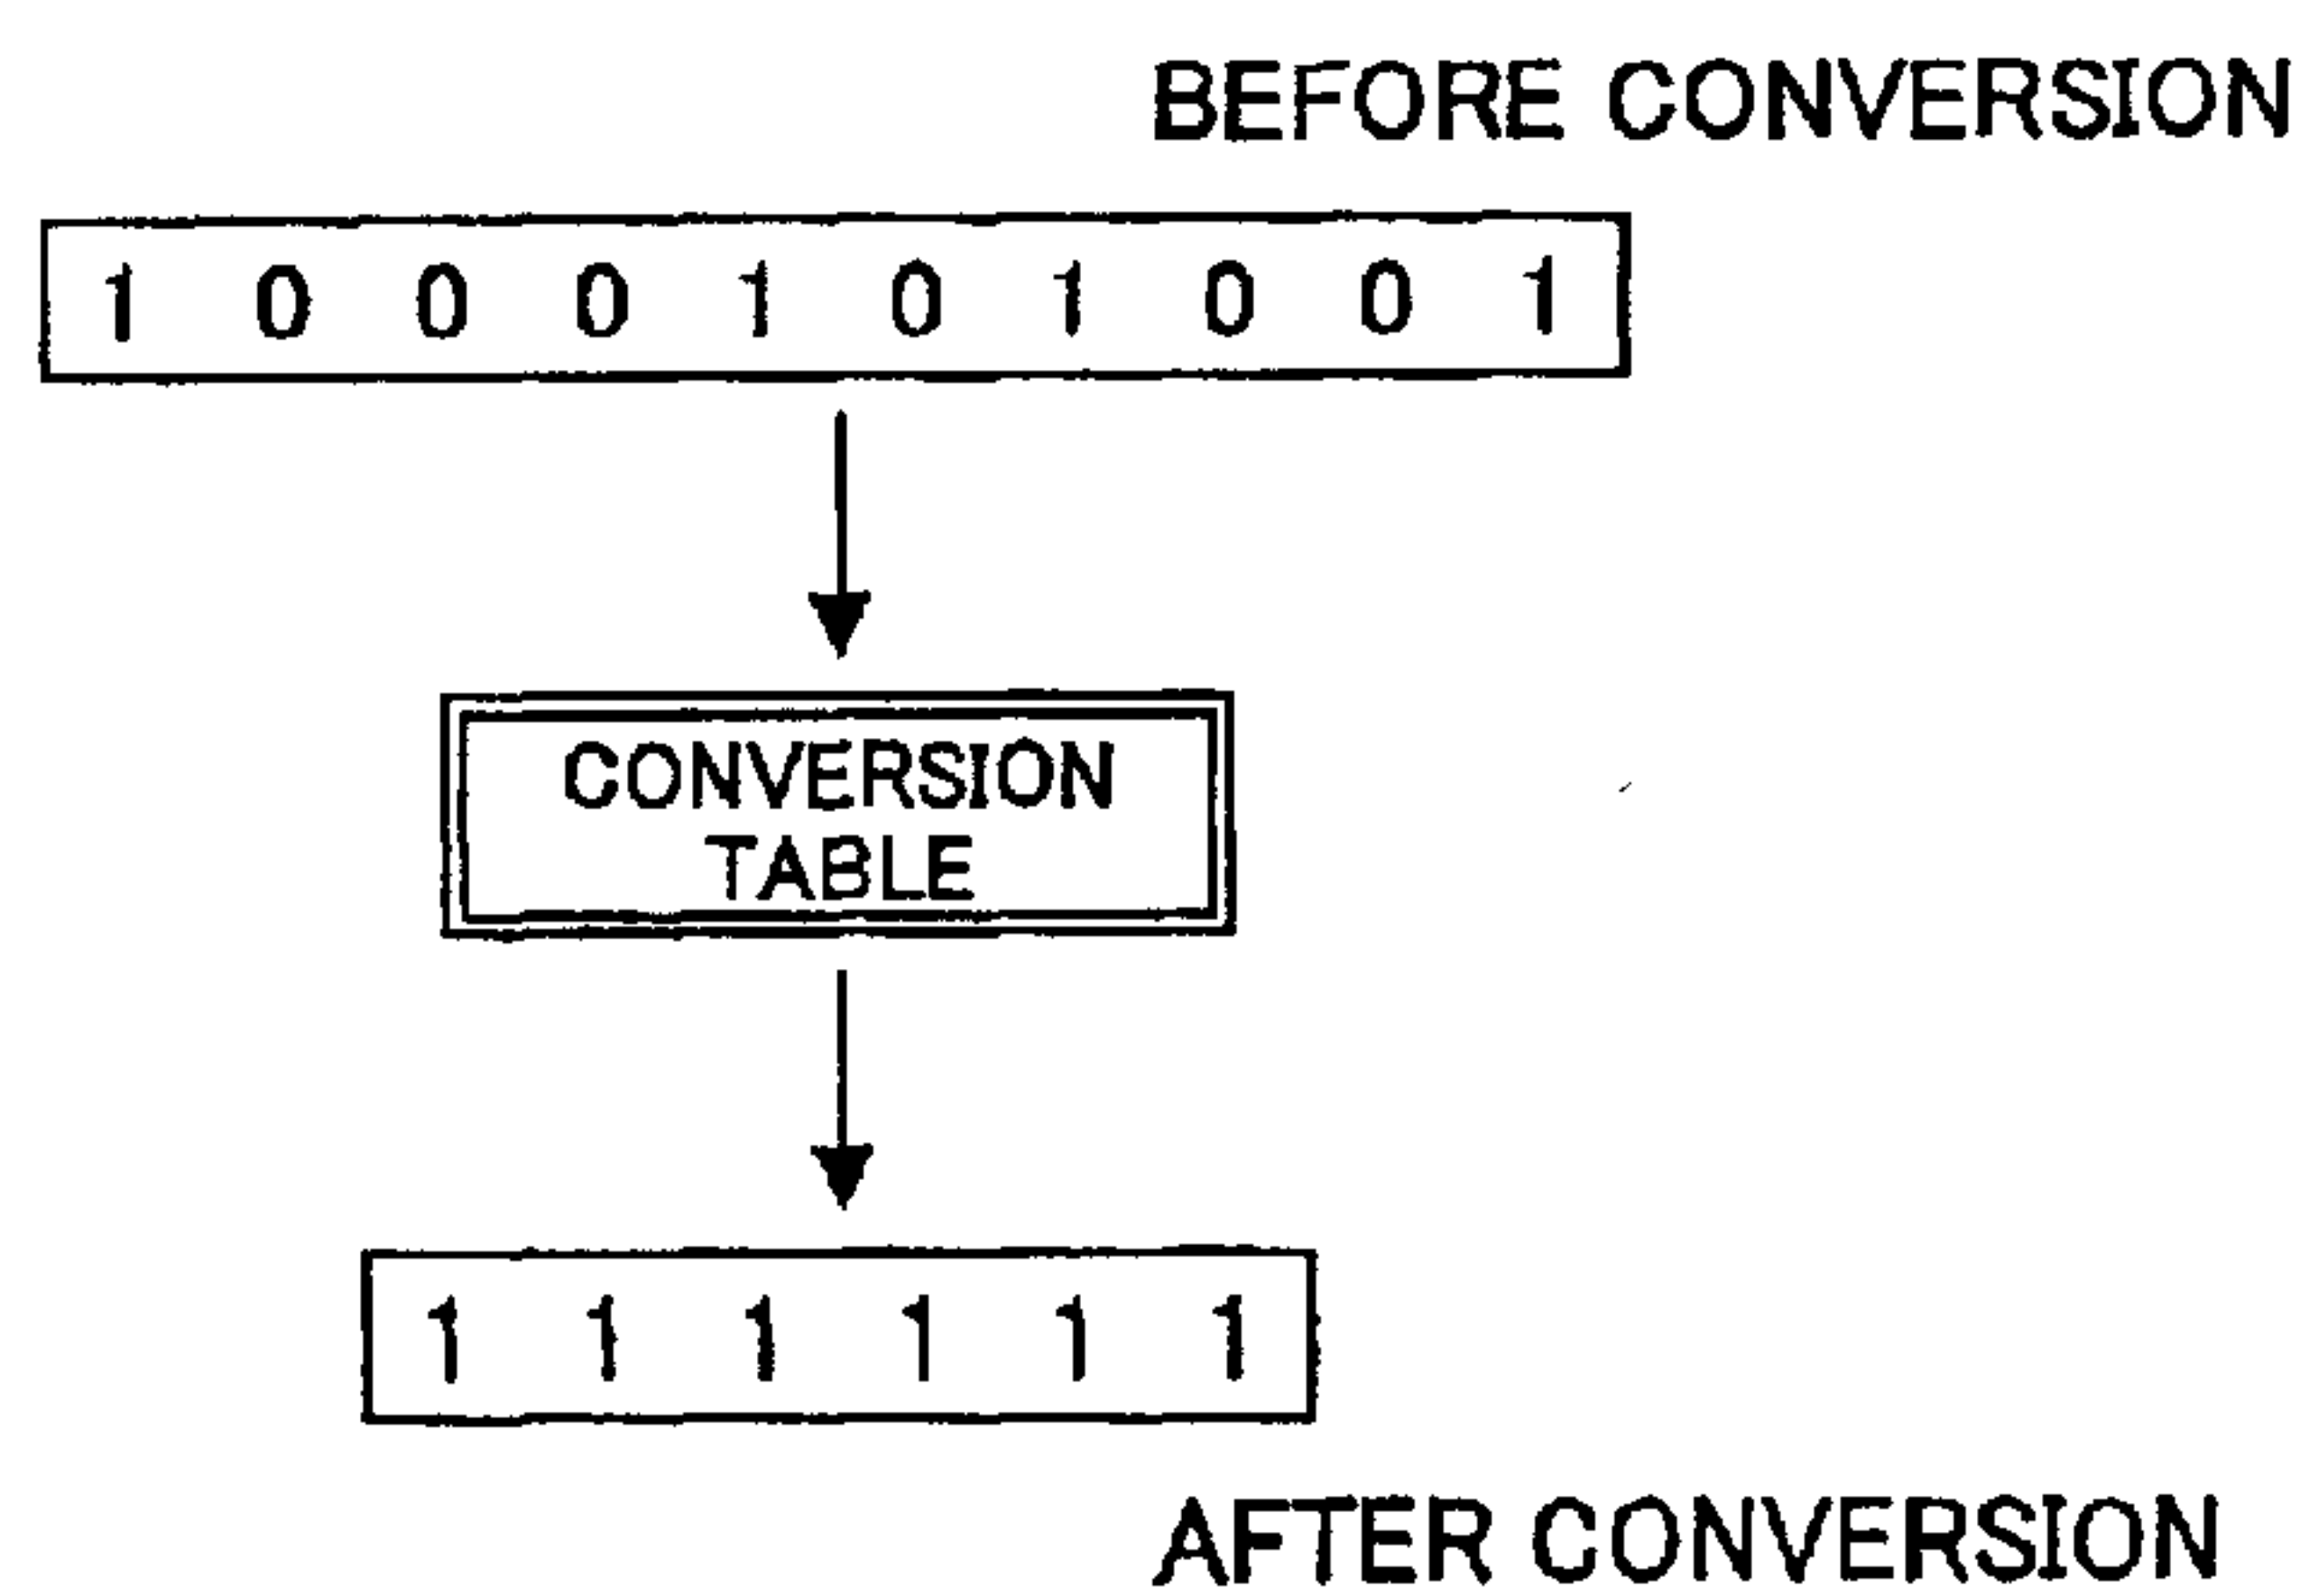 BEFORE CONVERSION
1 0 0 0 1 0 1 0 0 1
CONVERSION
TABLE
1 1 1 1 1 1
AFTER CONVERSION